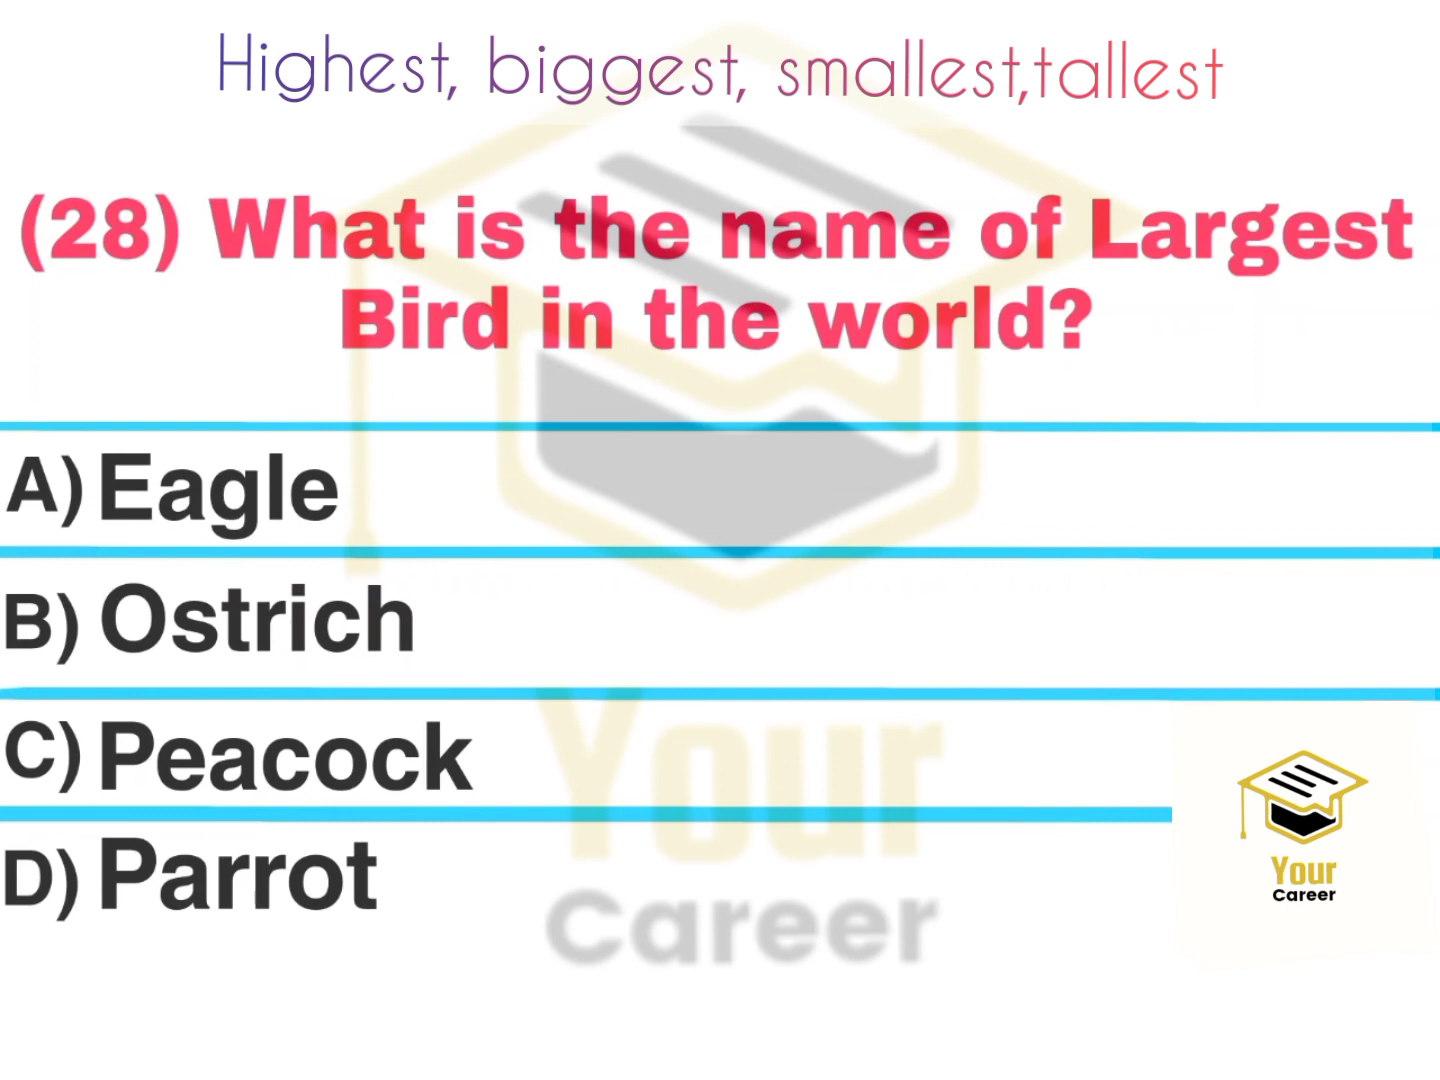 Highest, biggest, smallest,tallest
(28) What is the name of Largest
Bird in the world?
A) Eagle
B) Ostrich
C) Peacock
D) Parrot
Your
Career
Your
Career